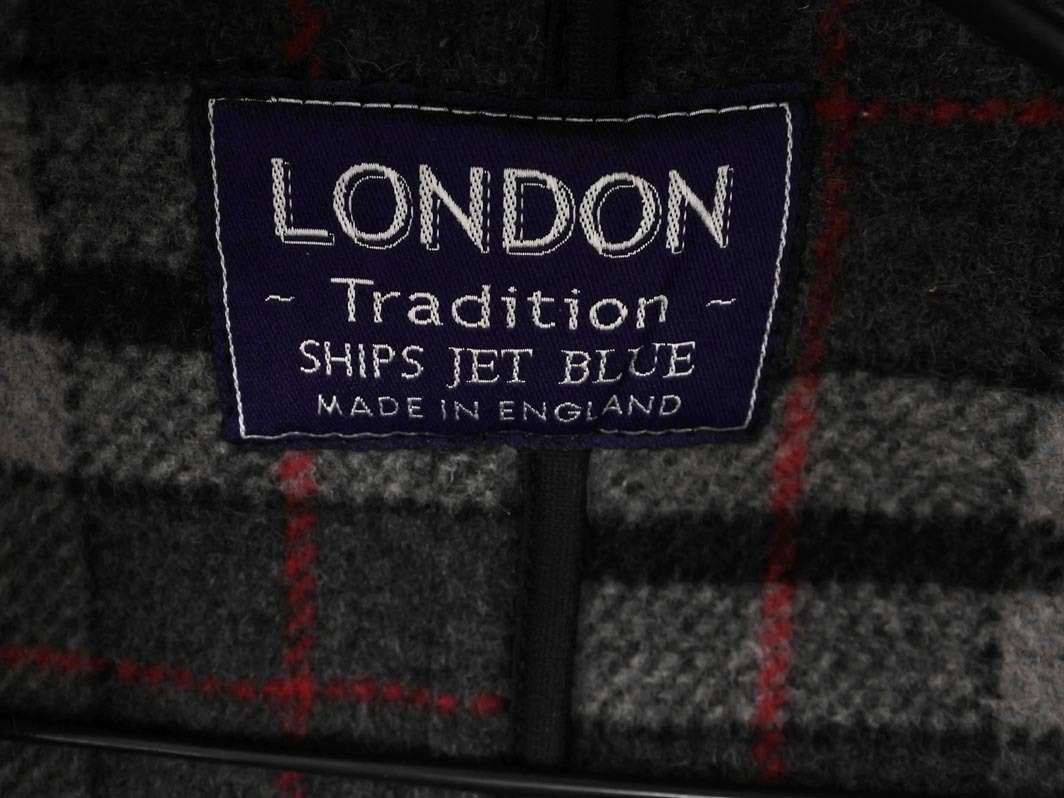 LONDON
~ Tradition ~
SHIPS JET BLUE
MADE IN ENGLAND